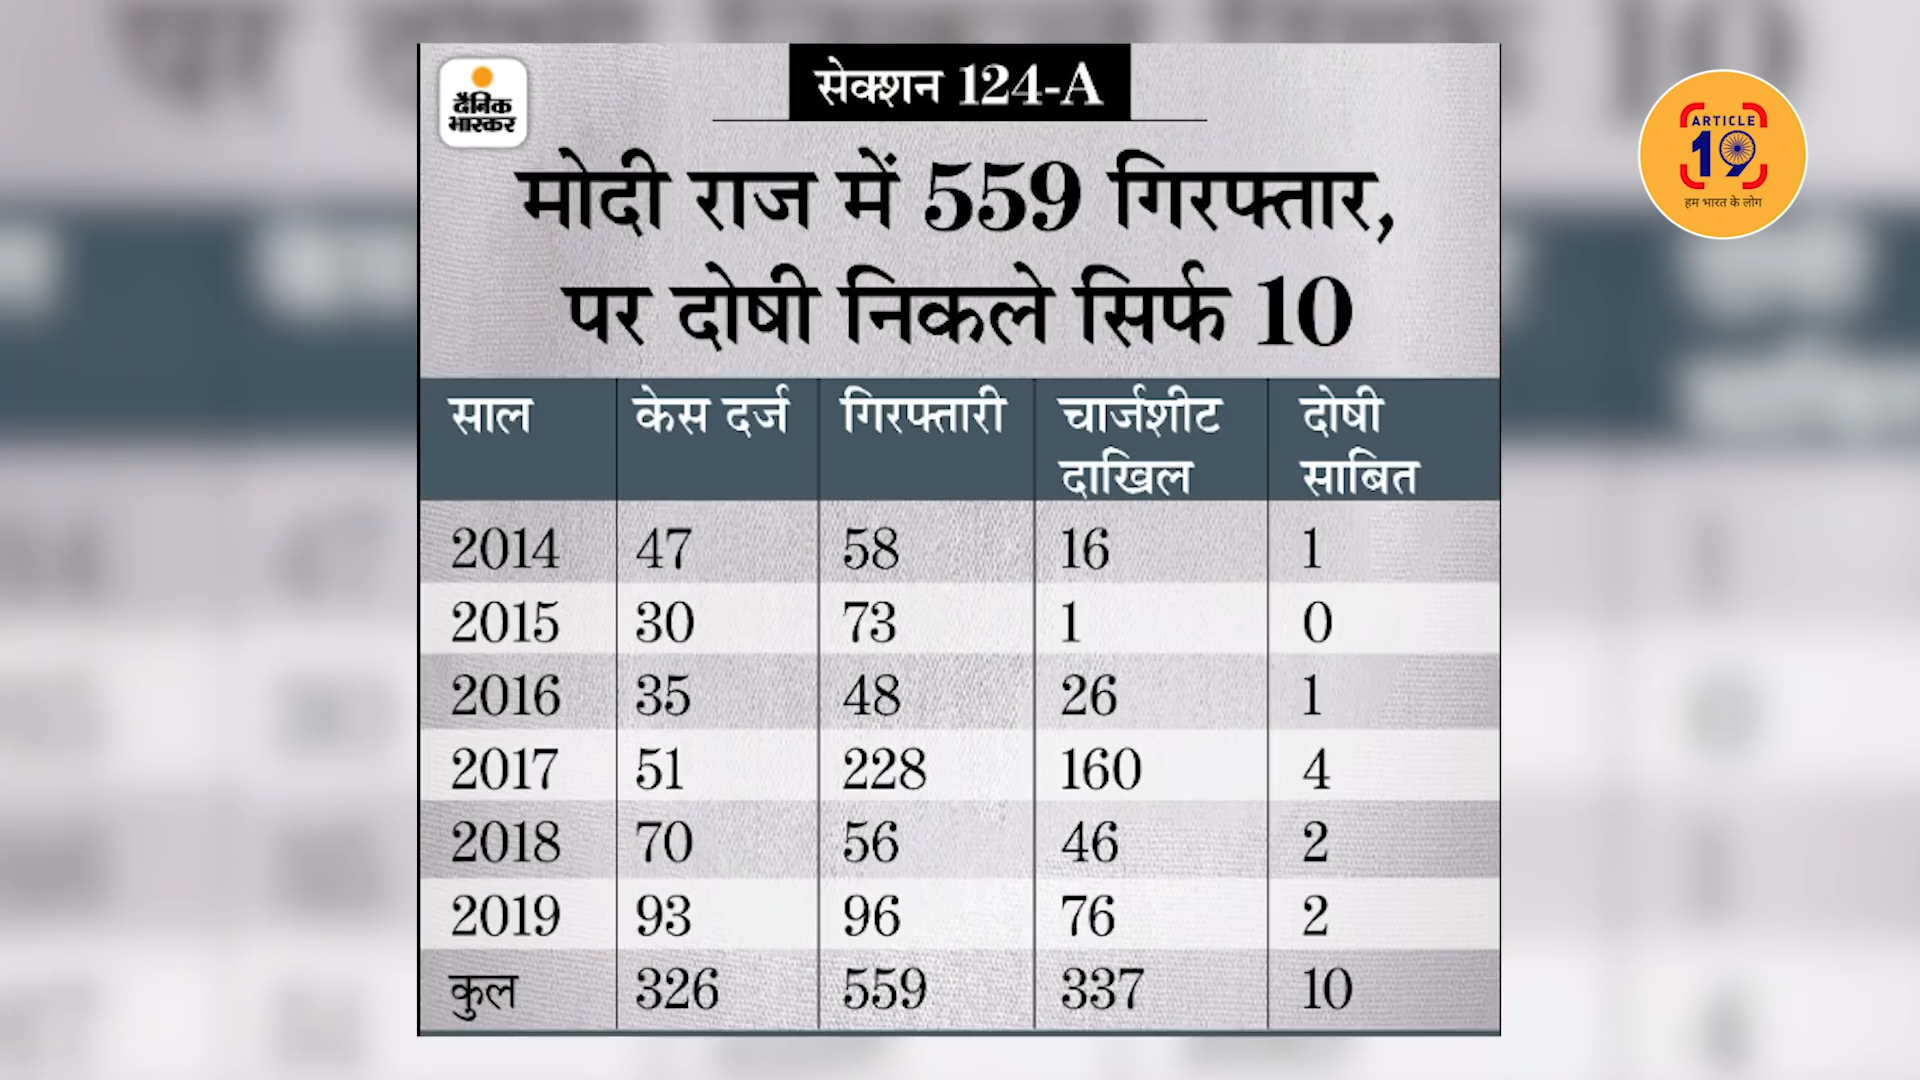 दैनिक
भास्कर
सेक्शन 124-A
ARTICLE
19
हम भारत के लोग
मोदी राज में 559 गिरफ्तार,
पर दोषी निकले सिर्फ 10
साल केस दर्ज गिरफ्तारी चार्जशीट दाखिल दोषी साबित
2014 47 58 16 1
2015 30 73 1 0
2016 35 48 26 1
2017 51 228 160 4
2018 70 56 46 2
2019 93 96 76 2
कुल 326 559 337 10